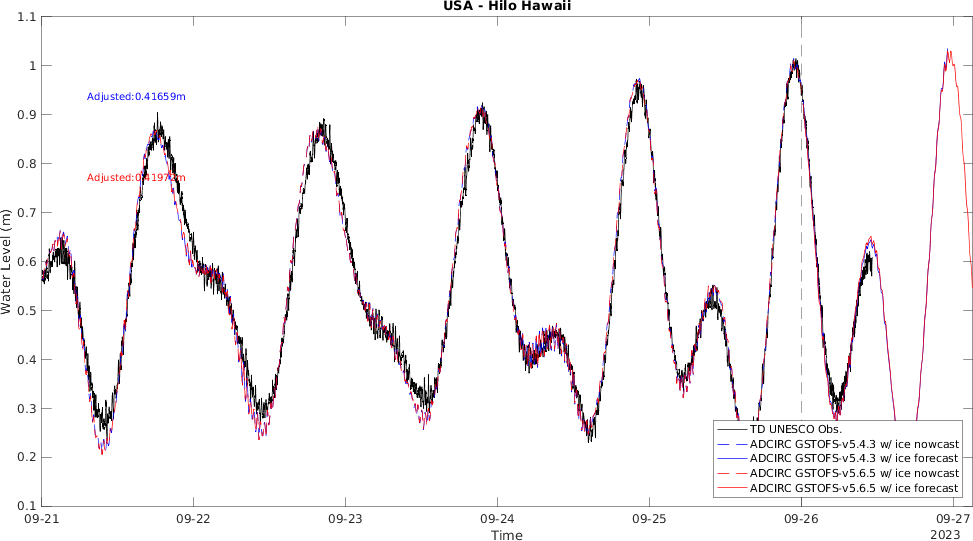 USA - Hilo Hawaii
1.1
1
0.9
0.8
0.7
0.6
0.5
0.4
0.3
0.2
0.1
Water Level (m)
Adjusted:0.41659m
Adjusted:0.41972m
TD UNESCO Obs.
ADCIRC GSTOFS-v5.4.3 w/ ice nowcast
ADCIRC GSTOFS-v5.4.3 w/ ice forecast
ADCIRC GSTOFS-v5.6.5 w/ ice nowcast
ADCIRC GSTOFS-v5.6.5 w/ ice forecast
09-21 09-22 09-23 09-24 09-25 09-26 09-27
Time
2023